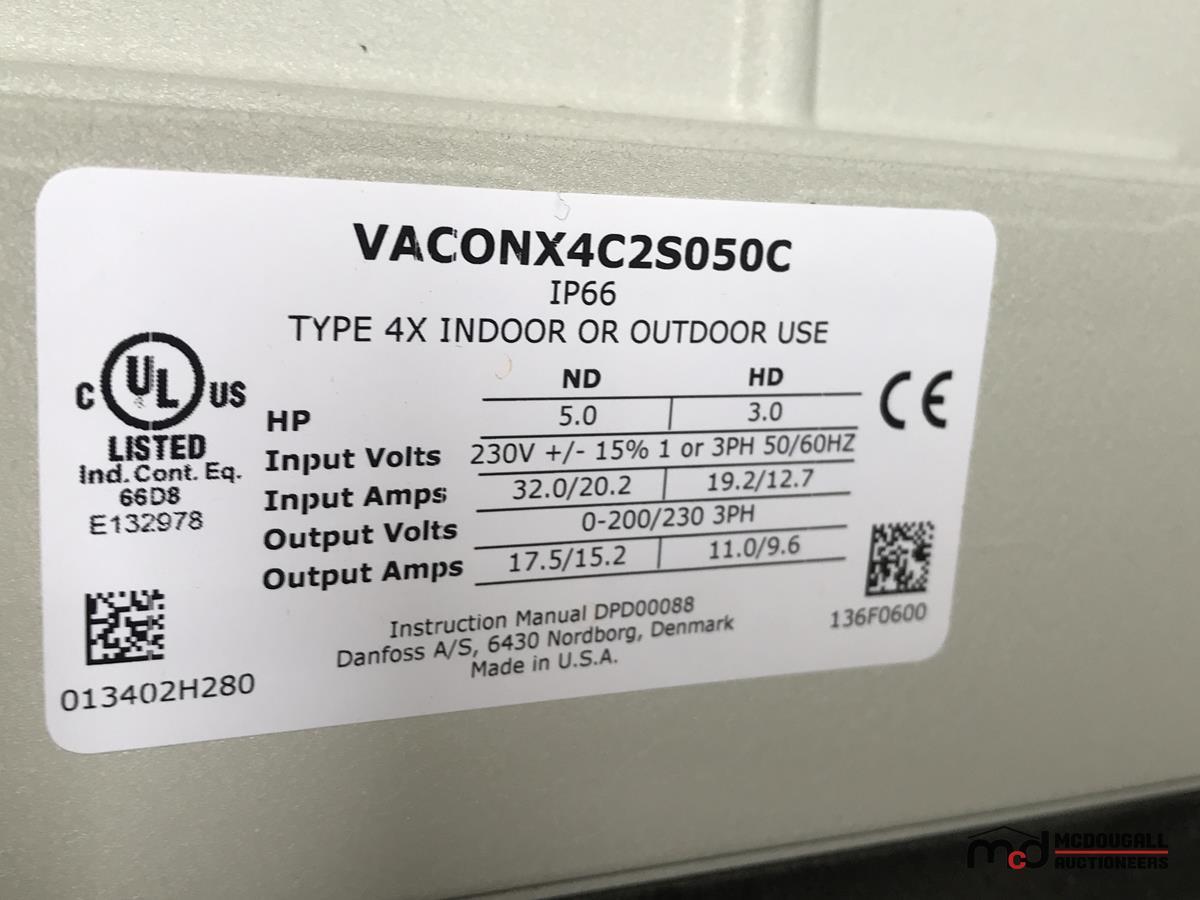 VACONX4C2S050C
IP66
TYPE 4X INDOOR OR OUTDOOR USE
C UL US
LISTED
Ind. Cont. Eq.
66D8
E132978
ND HD
HP 5.0 3.0
Input Volts 230V +/- 15% 1 or 3PH 50/60HZ
Input Amps 32.0/20.2 19.2/12.7
Output Volts 0-200/230 3PH
Output Amps 17.5/15.2 11.0/9.6
CE
Instruction Manual DPD00088
Danfoss A/S, 6430 Nordborg, Denmark
Made in U.S.A.
013402H280
136F0600
mcd MCDOUGALL
AUCTIONEERS